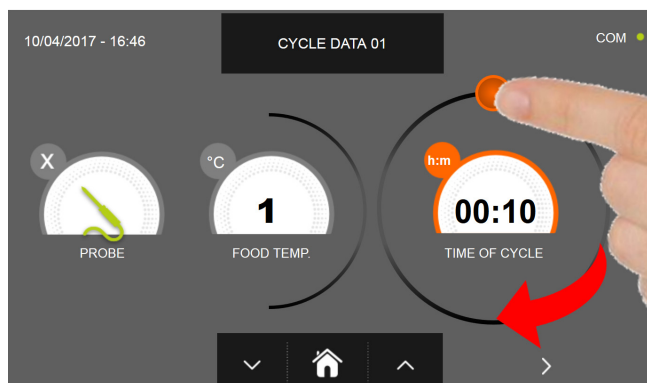 10/04/2017 - 16:46
CYCLE DATA 01
COM
X
°C
h:m
1
00:10
PROBE
FOOD TEMP.
TIME OF CYCLE